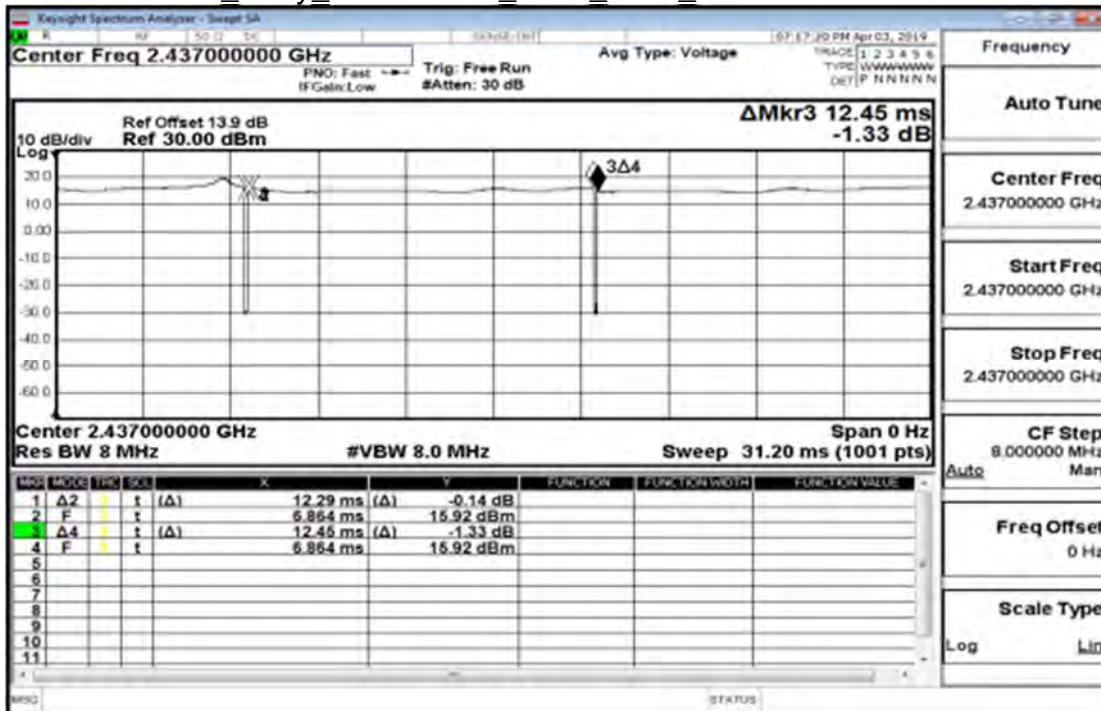 Keysight Spectrum Analyzer - Swept SA
R RF 50 Ω DC SENSE:INT 07:17:20 PM Apr 03, 2019
Center Freq 2.437000000 GHz
PNO: Fast
IFGain:Low
Trig: Free Run
#Atten: 30 dB
Avg Type: Voltage
TRACE 1 2 3 4 5 6
TYPE WWWWWW
DET P N N N N N
Ref Offset 13.9 dB
10 dB/div Ref 30.00 dBm
Log
ΔMkr3 12.45 ms
-1.33 dB
3Δ4
20.0
10.0
0.00
-10.0
-20.0
-30.0
-40.0
-50.0
-60.0
Center 2.437000000 GHz Span 0 Hz
Res BW 8 MHz #VBW 8.0 MHz Sweep 31.20 ms (1001 pts)
MKR MODE TRC SCL X Y FUNCTION FUNCTION WIDTH FUNCTION VALUE
1 Δ2 1 t (Δ) 12.29 ms (Δ) -0.14 dB
2 F 1 t 6.864 ms 15.92 dBm
3 Δ4 1 t (Δ) 12.45 ms (Δ) -1.33 dB
4 F 1 t 6.864 ms 15.92 dBm
5
6
7
8
9
10
11
MSG STATUS
Frequency
Auto Tune
Center Freq
2.437000000 GHz
Start Freq
2.437000000 GHz
Stop Freq
2.437000000 GHz
CF Step
8.000000 MHz
Auto Man
Freq Offset
0 Hz
Scale Type
Log Lin